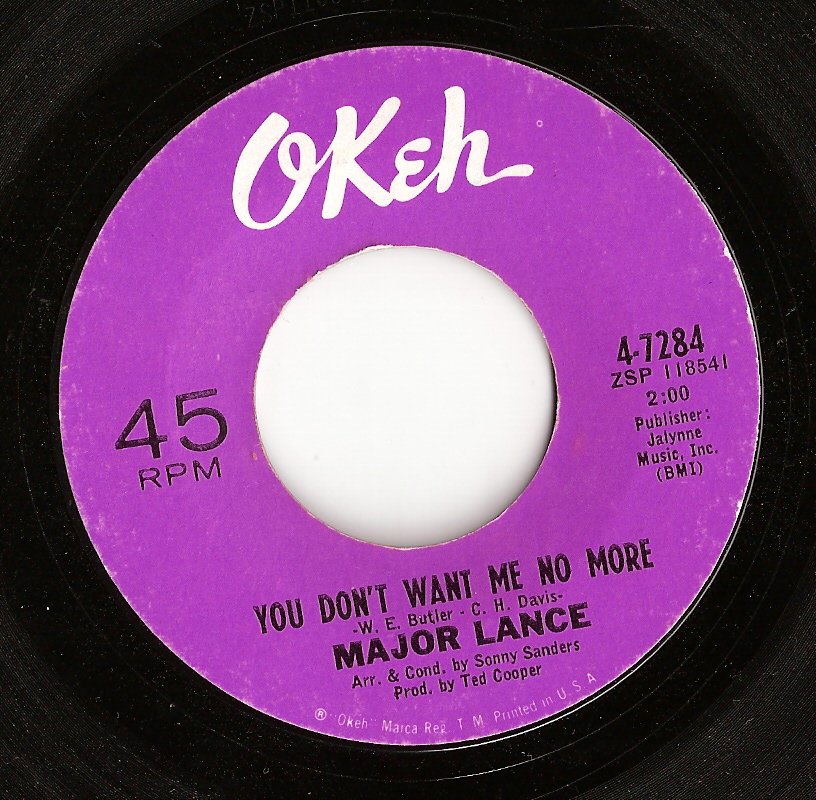 OKeh
4-7284
ZSP 118541
2:00
Publisher:
Jalynne
Music, Inc.
(BMI)
45
RPM
YOU DON'T WANT ME NO MORE
-W. E. Butler - C. H. Davis-
MAJOR LANCE
Arr. & Cond. by Sonny Sanders
Prod. by Ted Cooper
® "Okeh" Marca Reg. T. M. Printed in U S A